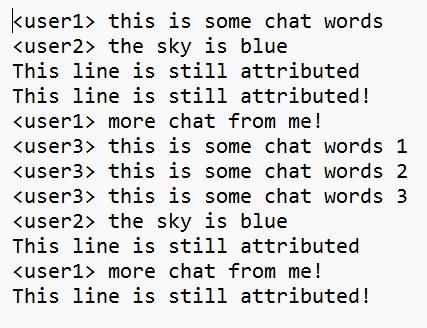 <user1> this is some chat words
<user2> the sky is blue
This line is still attributed
This line is still attributed!
<user1> more chat from me!
<user3> this is some chat words 1
<user3> this is some chat words 2
<user3> this is some chat words 3
<user2> the sky is blue
This line is still attributed
<user1> more chat from me!
This line is still attributed!